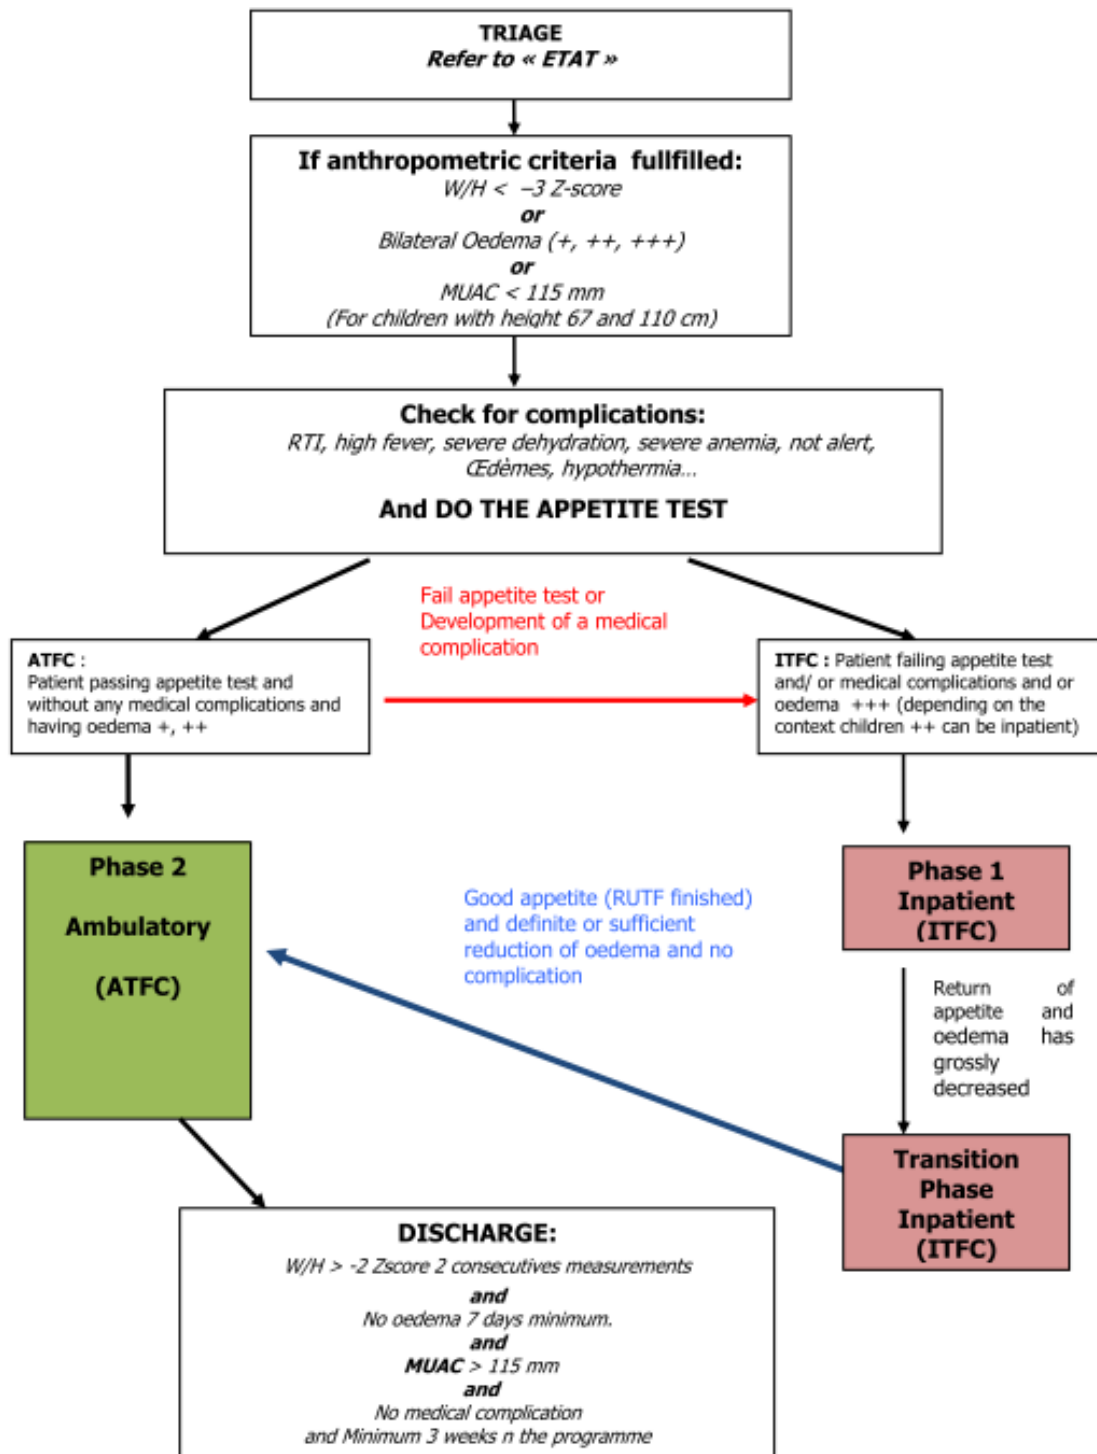 TRIAGE
Refer to « ETAT »
If anthropometric criteria fullfilled:
W/H < –3 Z-score
or
Bilateral Oedema (+, ++, +++)
or
MUAC < 115 mm
(For children with height 67 and 110 cm)
Check for complications:
RTI, high fever, severe dehydration, severe anemia, not alert,
Œdèmes, hypothermia...
And DO THE APPETITE TEST
Fail appetite test or
Development of a medical
complication
ATFC :
Patient passing appetite test and
without any medical complications and
having oedema +, ++
ITFC : Patient failing appetite test
and/ or medical complications and or
oedema +++ (depending on the
context children ++ can be inpatient)
Phase 2
Ambulatory
(ATFC)
Good appetite (RUTF finished)
and definite or sufficient
reduction of oedema and no
complication
Phase 1
Inpatient
(ITFC)
Return of
appetite and
oedema has
grossly
decreased
Transition
Phase
Inpatient
(ITFC)
DISCHARGE:
W/H > -2 Zscore 2 consecutives measurements
and
No oedema 7 days minimum.
and
MUAC > 115 mm
and
No medical complication
and Minimum 3 weeks n the programme